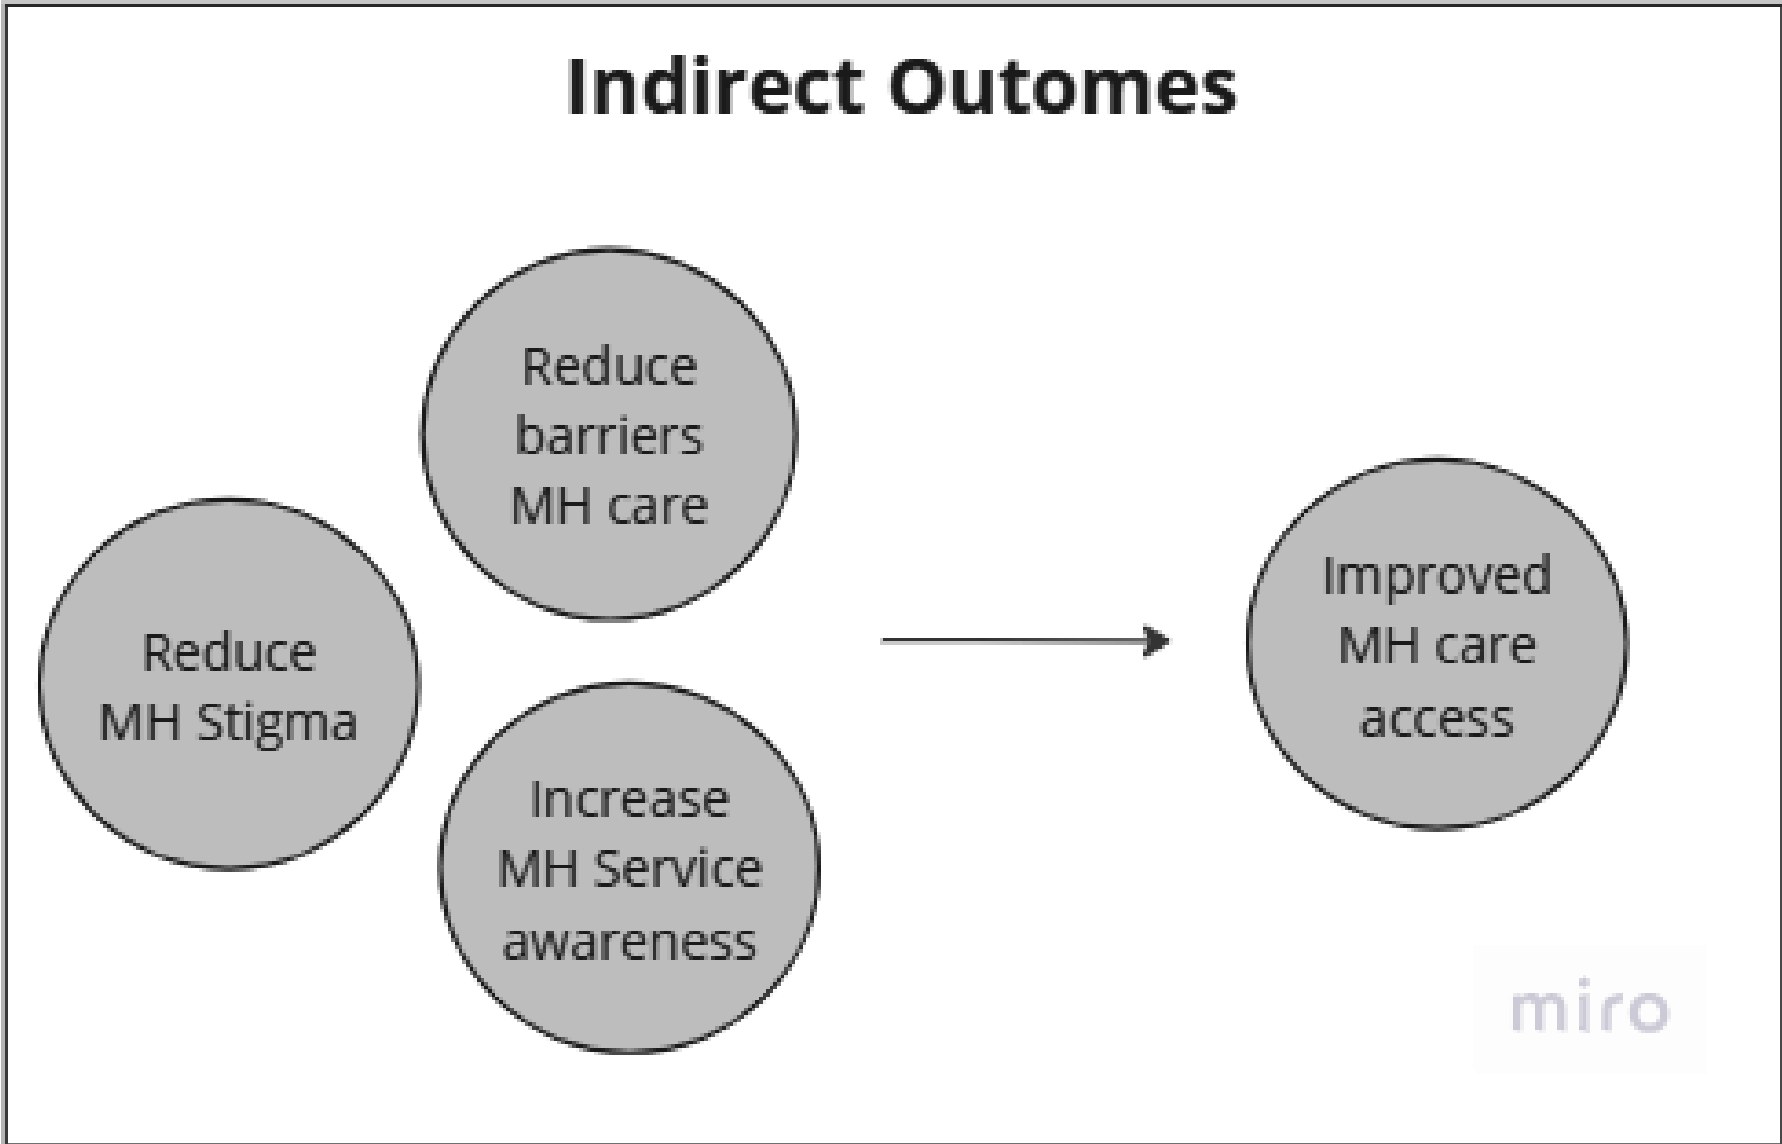 Indirect Outomes
Reduce
barriers
MH care
Reduce
MH Stigma
Increase
MH Service
awareness
Improved
MH care
access
miro